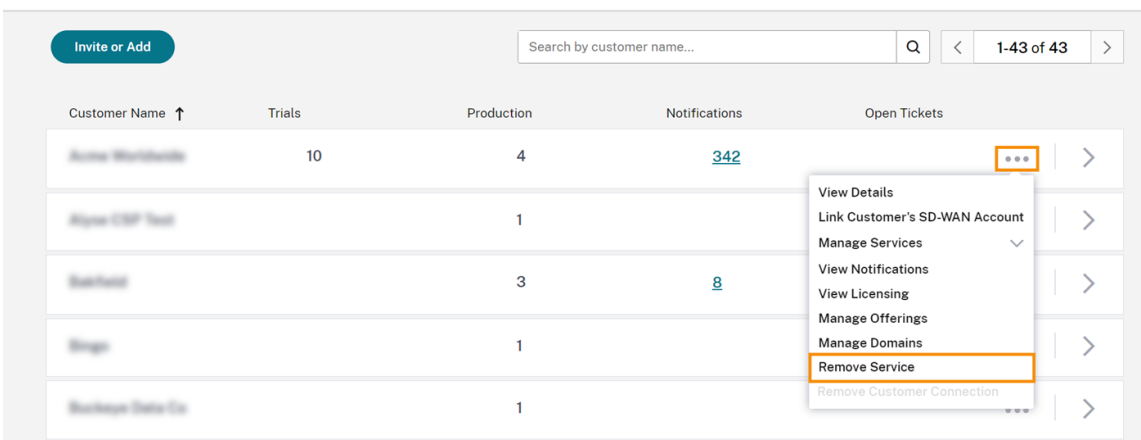 Invite or Add
Search by customer name...
1-43 of 43
Customer Name ↑ Trials Production Notifications Open Tickets
10 4 342
View Details
Link Customer's SD-WAN Account
1
Manage Services
View Notifications
3 8
View Licensing
Manage Offerings
Manage Domains
1
Remove Service
Remove Customer Connection
1